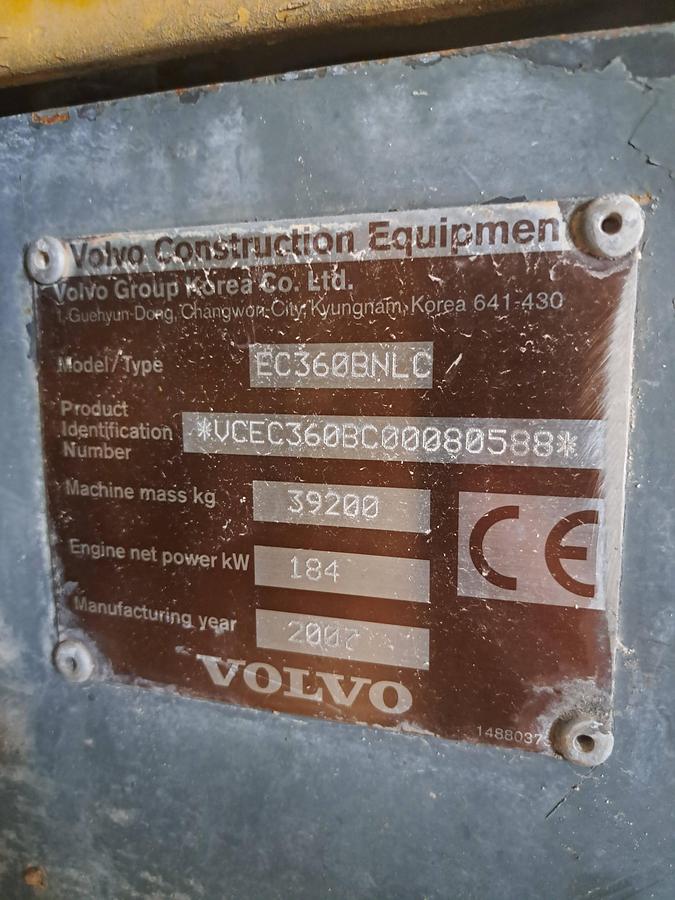 Volvo Construction Equipmen
Volvo Group Korea Co. Ltd.
1, Guehyun-Dong, Changwon-City, Kyungnam, Korea 641-430
Model/Type EC360BNLC
Product
Identification
Number *VCEC360BC00080588*
Machine mass kg 39200
Engine net power kW 184
Manufacturing year 2007
CE
VOLVO
1488037